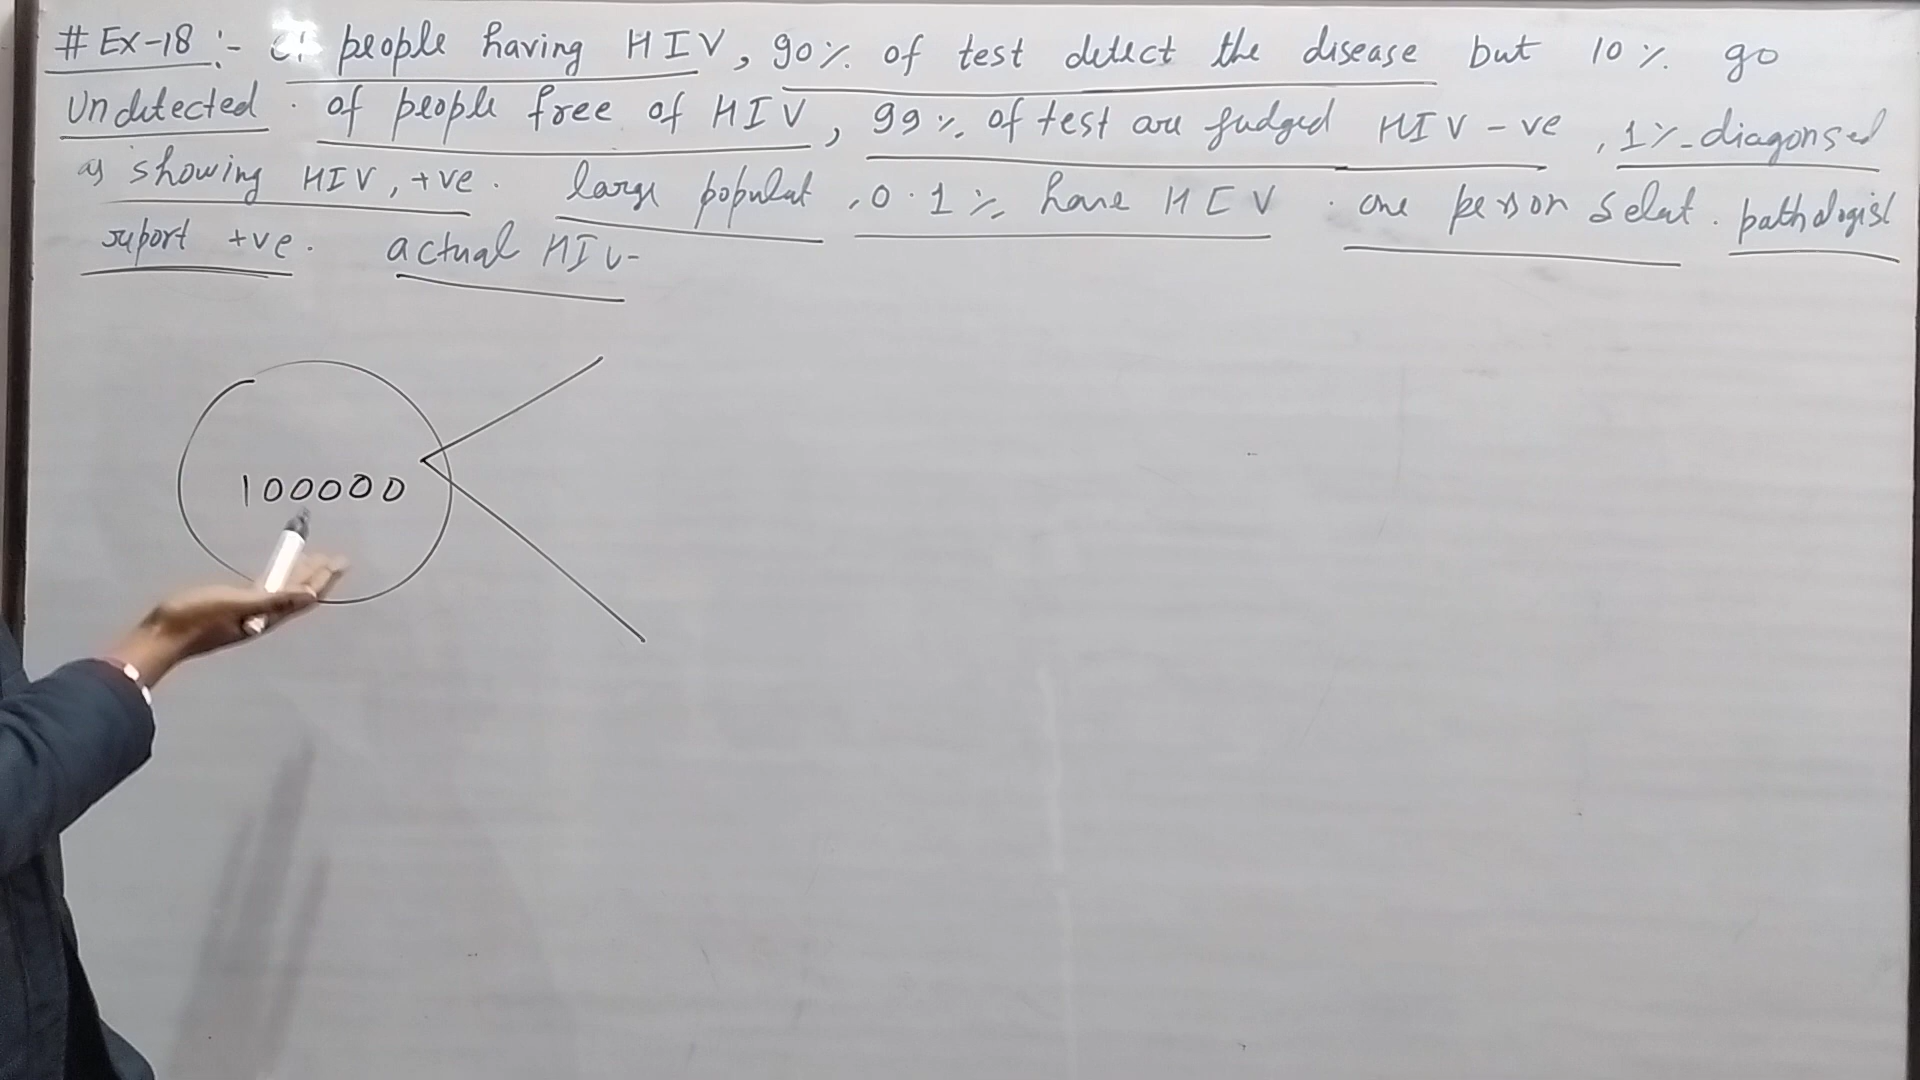 #Ex-18 :- Of people having HIV, 90%. of test detect the disease but 10 %. go
Undetected . of people free of HIV, 99 %. of test are judged HIV -ve , 1%- diagonsed
as showing HIV, +ve . large populat , 0.1 % have HIV . one person selet . pathologist
report +ve . actual HIV-
100000